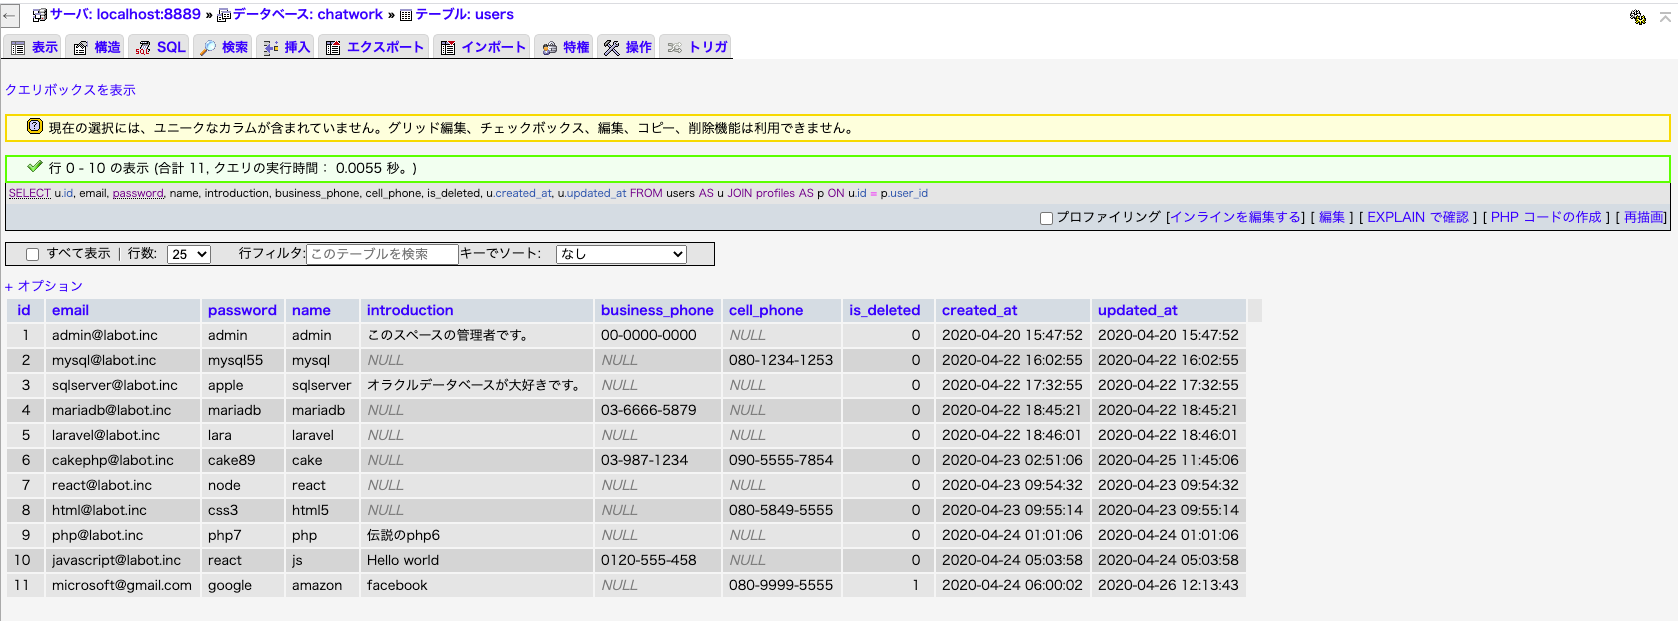 ← サーバ: localhost:8889 » データベース: chatwork » テーブル: users
表示 構造 SQL 検索 挿入 エクスポート インポート 特権 操作 トリガ
クエリボックスを表示
現在の選択には、ユニークなカラムが含まれていません。グリッド編集、チェックボックス、編集、コピー、削除機能は利用できません。
行 0 - 10 の表示 (合計 11, クエリの実行時間： 0.0055 秒。)
SELECT u.id, email, password, name, introduction, business_phone, cell_phone, is_deleted, u.created_at, u.updated_at FROM users AS u JOIN profiles AS p ON u.id = p.user_id
プロファイリング [インラインを編集する] [ 編集 ] [ EXPLAIN で確認 ] [ PHP コードの作成 ] [ 再描画]
すべて表示 | 行数: 25 行フィルタ: このテーブルを検索 キーでソート: なし
+ オプション
id email password name introduction business_phone cell_phone is_deleted created_at updated_at
1 admin@labot.inc admin admin このスペースの管理者です。 00-0000-0000 NULL 0 2020-04-20 15:47:52 2020-04-20 15:47:52
2 mysql@labot.inc mysql55 mysql NULL NULL 080-1234-1253 0 2020-04-22 16:02:55 2020-04-22 16:02:55
3 sqlserver@labot.inc apple sqlserver オラクルデータベースが大好きです。 NULL NULL 0 2020-04-22 17:32:55 2020-04-22 17:32:55
4 mariadb@labot.inc mariadb mariadb NULL 03-6666-5879 NULL 0 2020-04-22 18:45:21 2020-04-22 18:45:21
5 laravel@labot.inc lara laravel NULL NULL NULL 0 2020-04-22 18:46:01 2020-04-22 18:46:01
6 cakephp@labot.inc cake89 cake NULL 03-987-1234 090-5555-7854 0 2020-04-23 02:51:06 2020-04-25 11:45:06
7 react@labot.inc node react NULL NULL NULL 0 2020-04-23 09:54:32 2020-04-23 09:54:32
8 html@labot.inc css3 html5 NULL NULL 080-5849-5555 0 2020-04-23 09:55:14 2020-04-23 09:55:14
9 php@labot.inc php7 php 伝説のphp6 NULL NULL 0 2020-04-24 01:01:06 2020-04-24 01:01:06
10 javascript@labot.inc react js Hello world 0120-555-458 NULL 0 2020-04-24 05:03:58 2020-04-24 05:03:58
11 microsoft@gmail.com google amazon facebook NULL 080-9999-5555 1 2020-04-24 06:00:02 2020-04-26 12:13:43